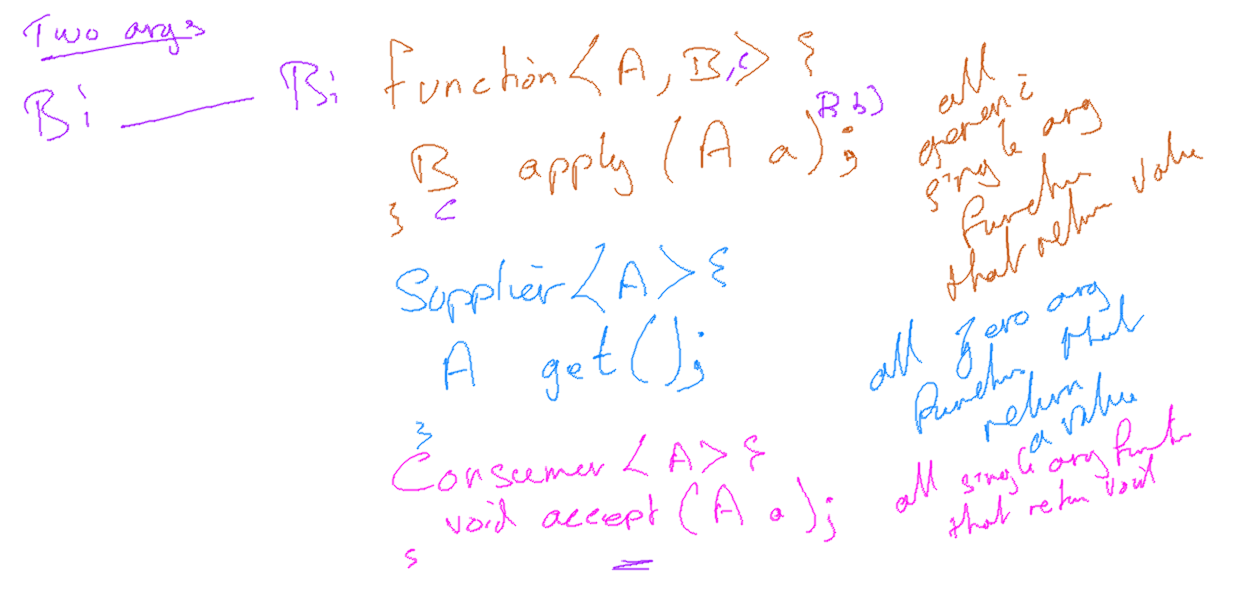 Two args
Bi ___ Bi Function<A, B,C> {
B apply (A a); B b)
} C
all
generic
single arg
function
that return value
Supplier<A>{
A get();
}
all zero arg
function that
return
a value
Consumer<A>{
void accept (A a);
}
all single arg function
that return void